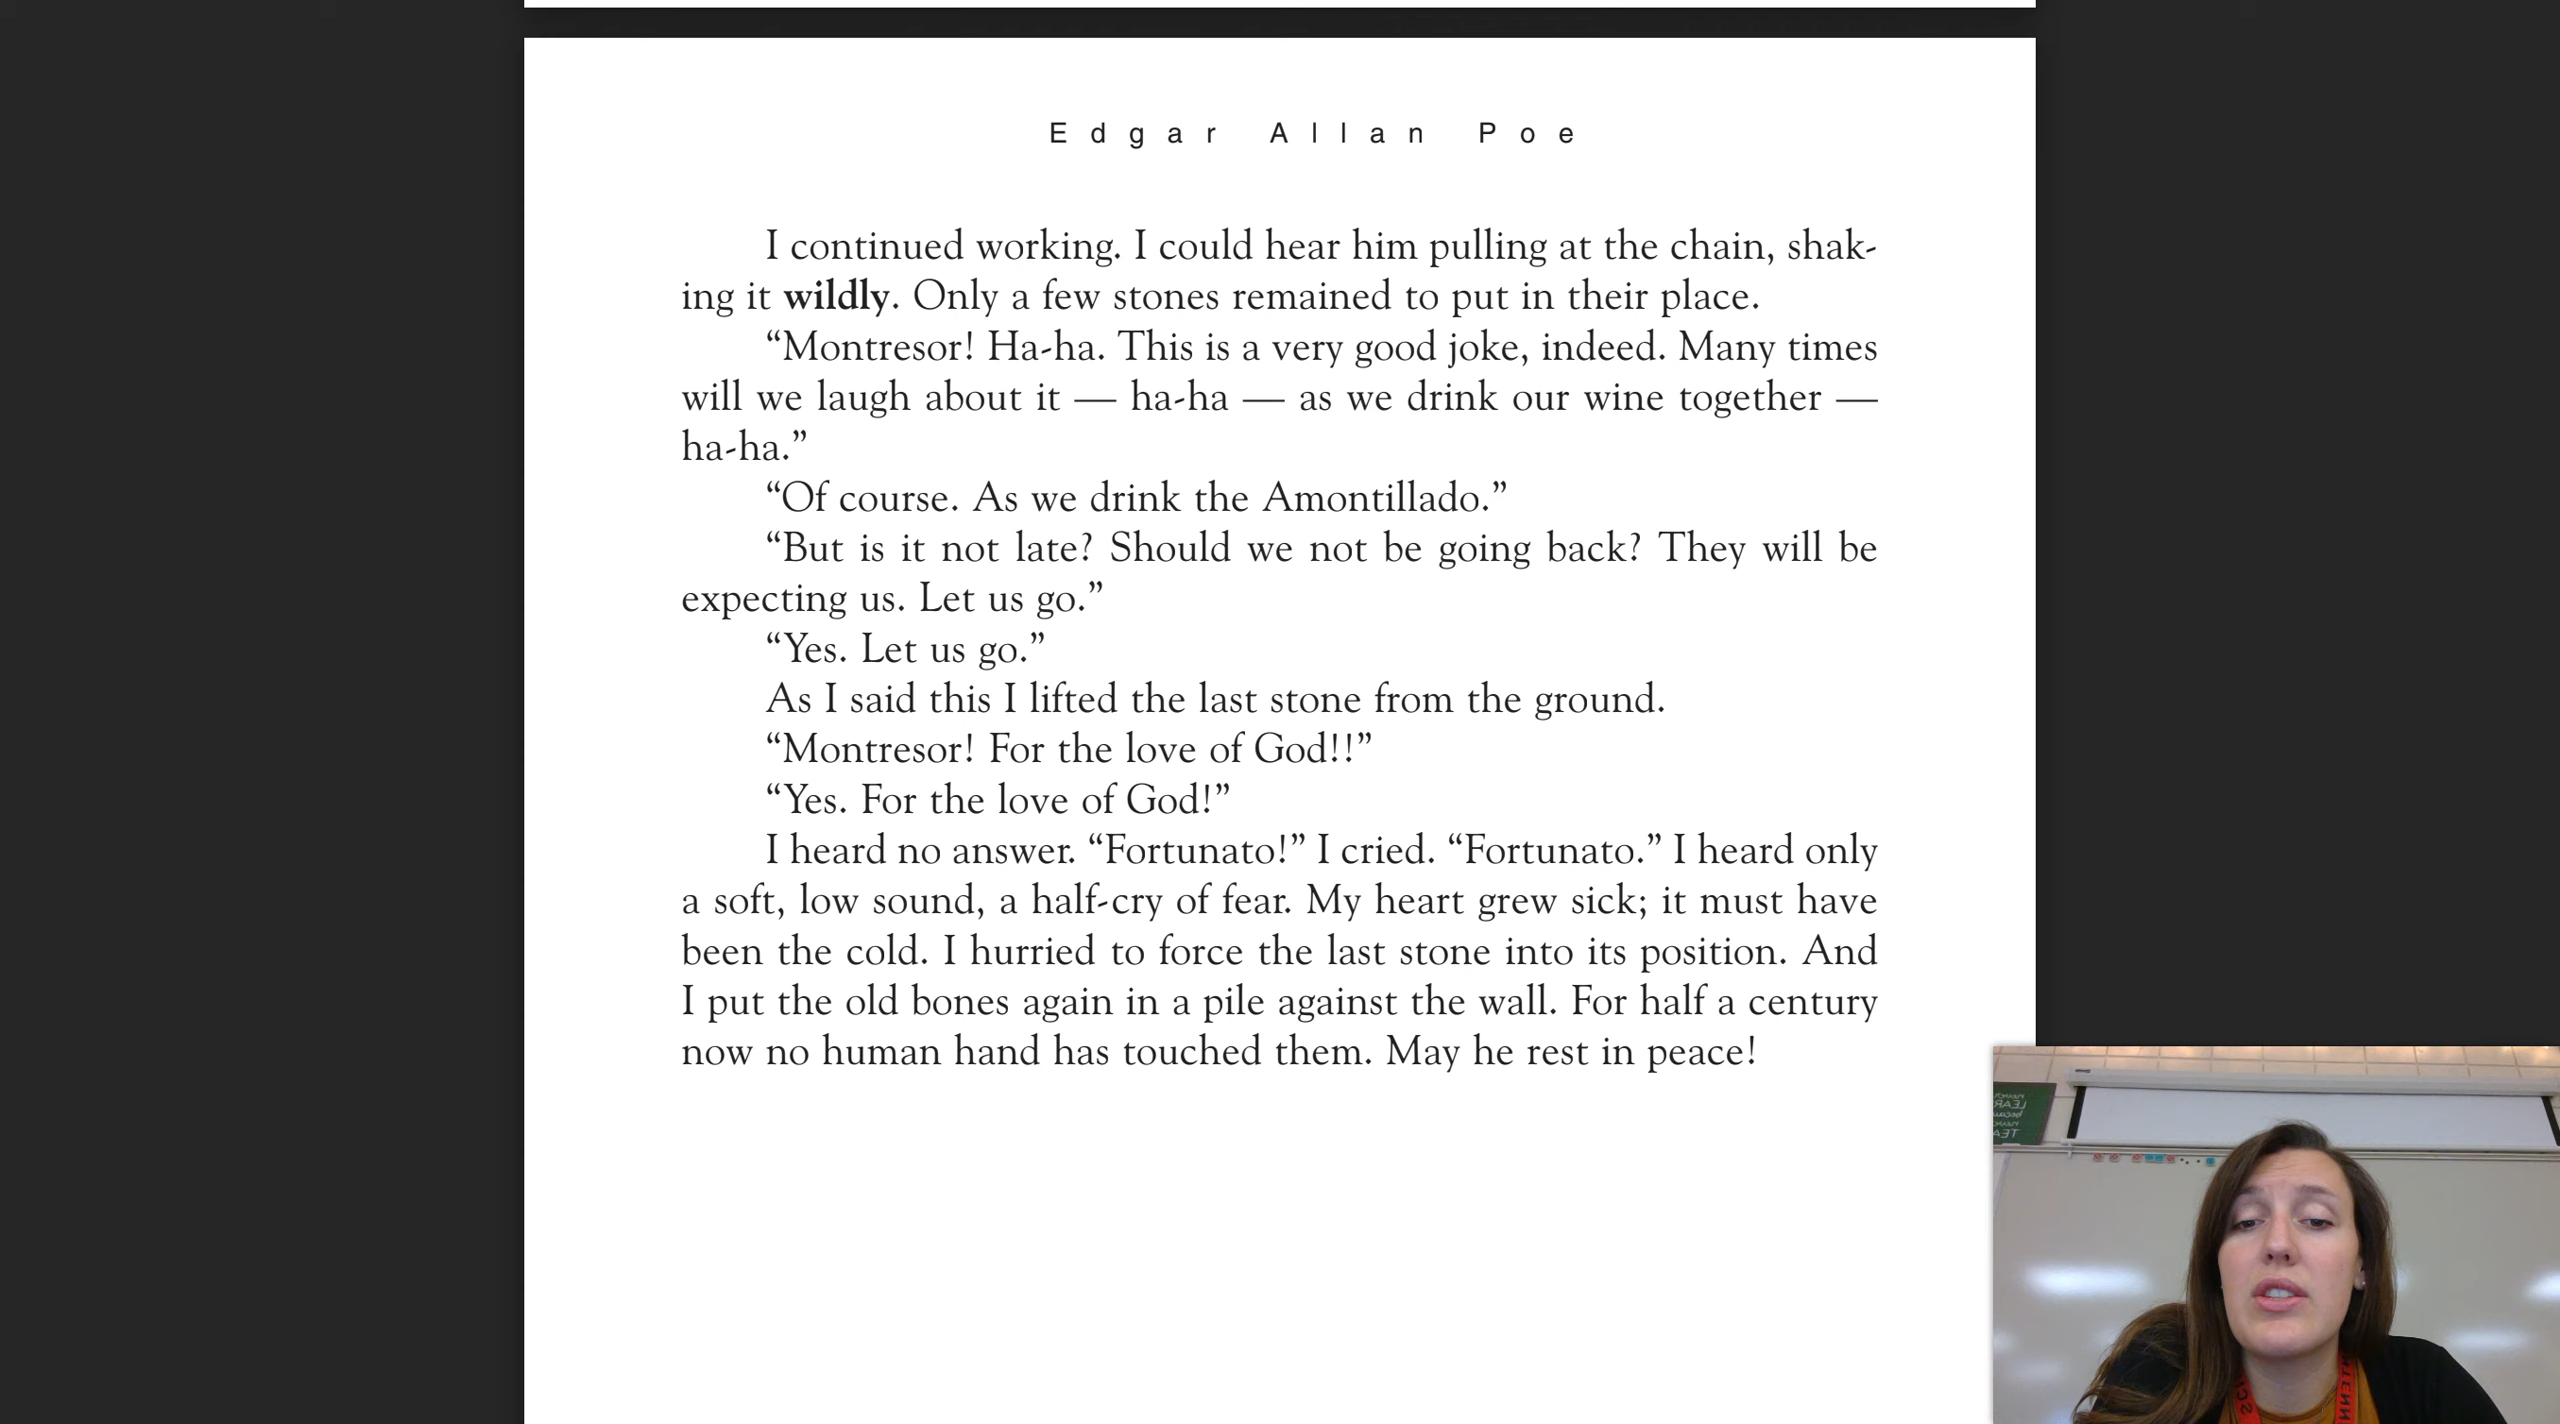 Edgar Allan Poe
I continued working. I could hear him pulling at the chain, shak-
ing it wildly. Only a few stones remained to put in their place.
“Montresor! Ha-ha. This is a very good joke, indeed. Many times
will we laugh about it — ha-ha — as we drink our wine together —
ha-ha.”
“Of course. As we drink the Amontillado.”
“But is it not late? Should we not be going back? They will be
expecting us. Let us go.”
“Yes. Let us go.”
As I said this I lifted the last stone from the ground.
“Montresor! For the love of God!!”
“Yes. For the love of God!”
I heard no answer. “Fortunato!” I cried. “Fortunato.” I heard only
a soft, low sound, a half-cry of fear. My heart grew sick; it must have
been the cold. I hurried to force the last stone into its position. And
I put the old bones again in a pile against the wall. For half a century
now no human hand has touched them. May he rest in peace!